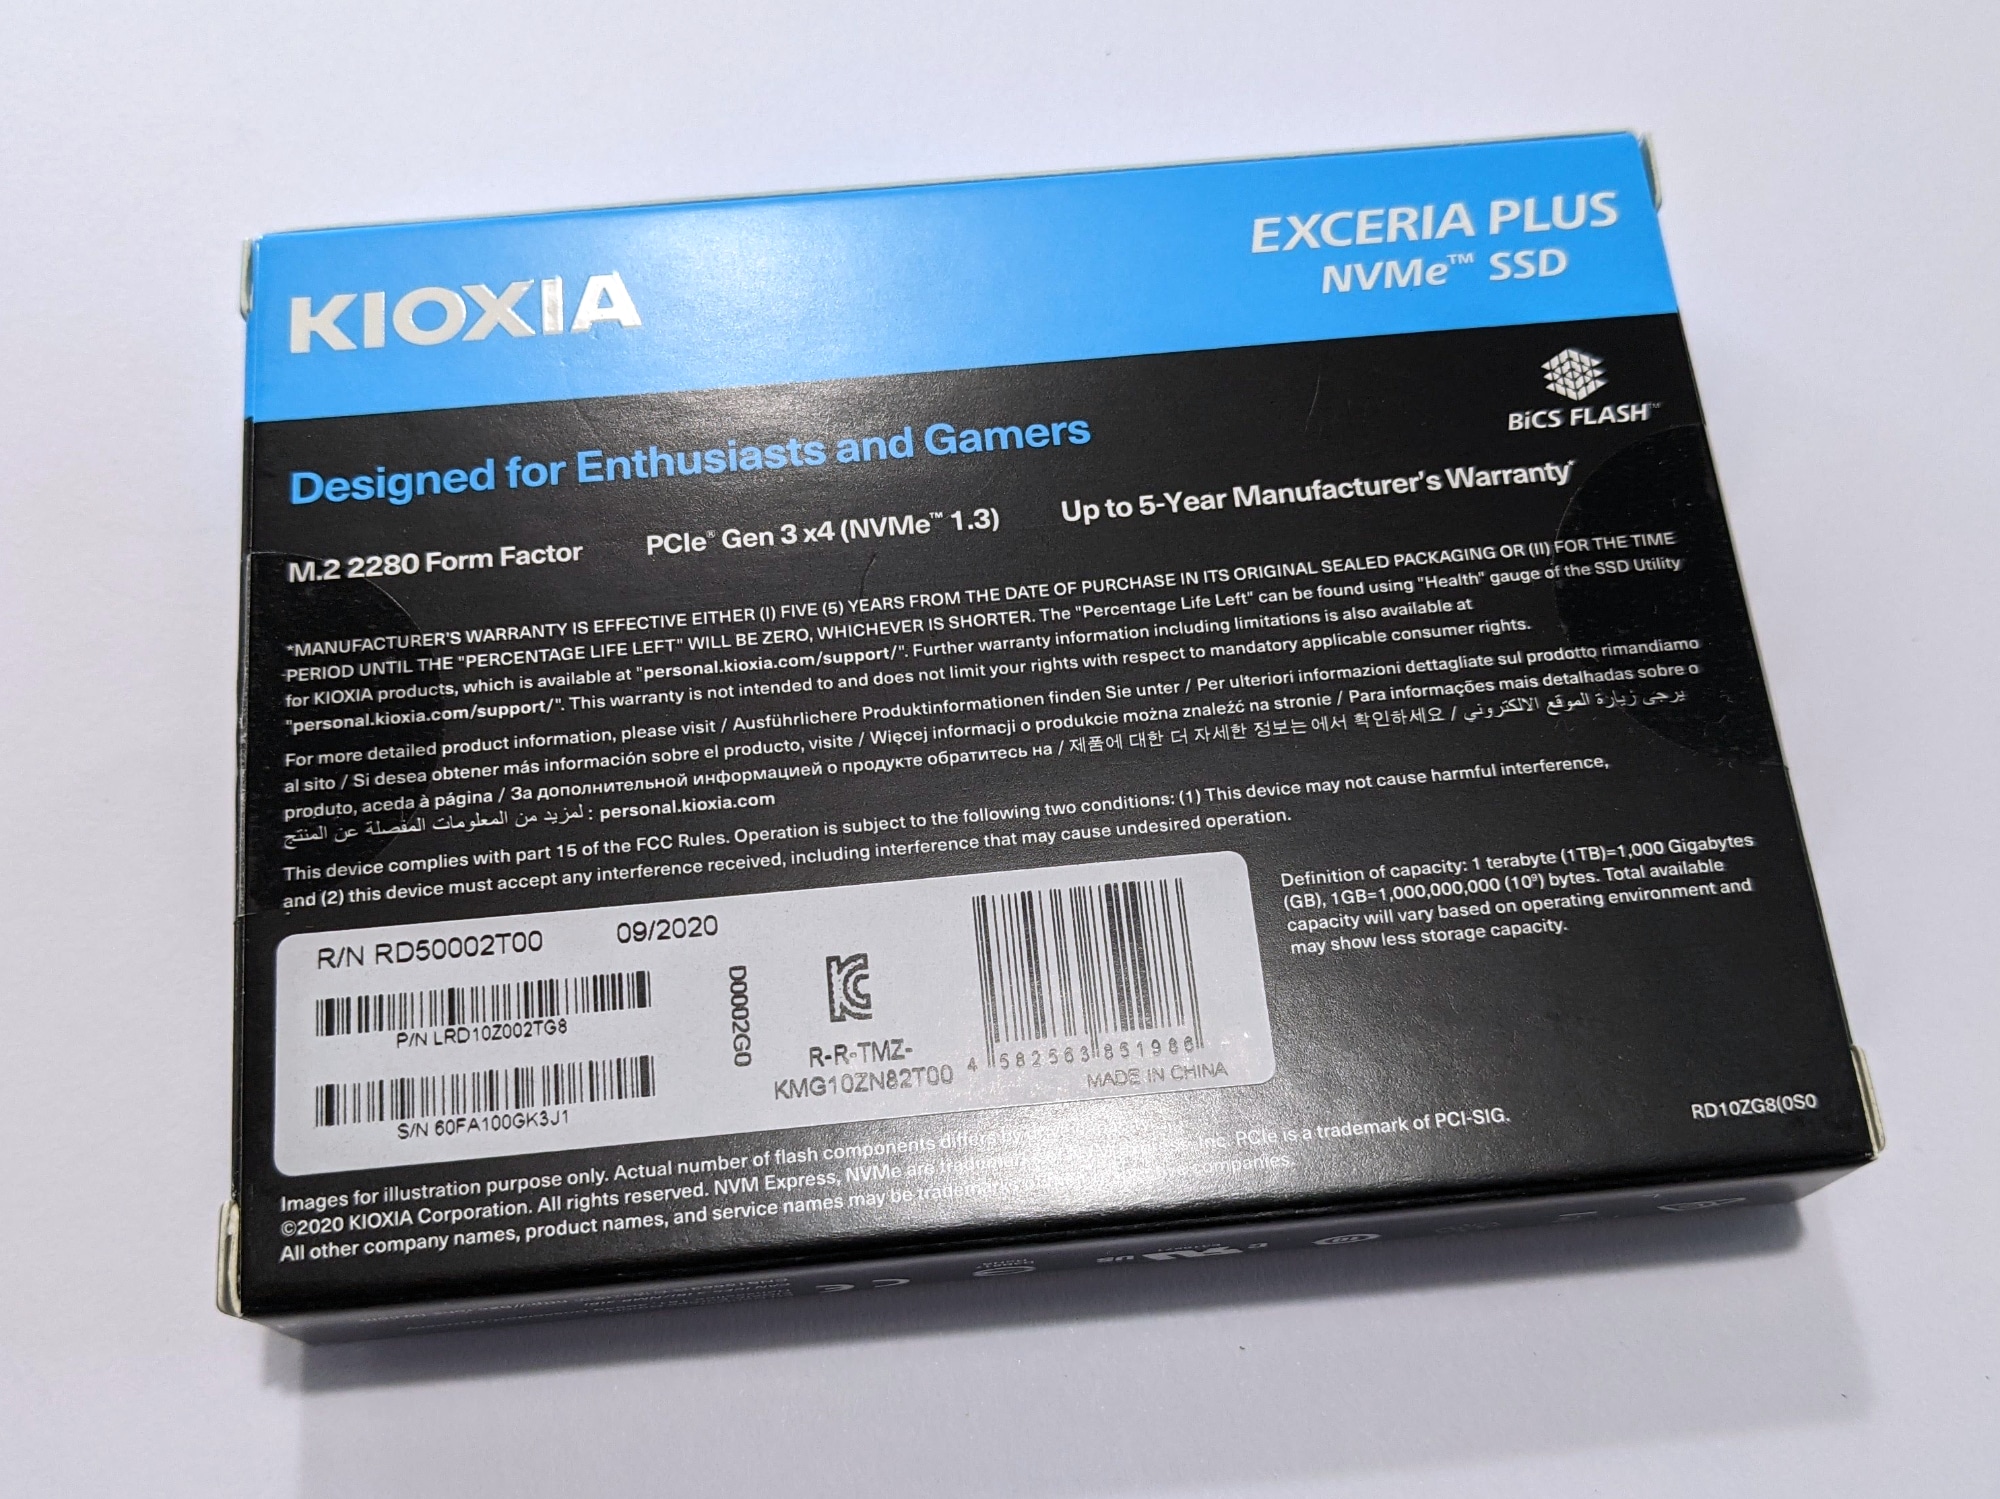 KIOXIA
EXCERIA PLUS
NVMe™ SSD
BiCS FLASH™
Designed for Enthusiasts and Gamers
M.2 2280 Form Factor
PCIe® Gen 3 x4 (NVMe™ 1.3)
Up to 5-Year Manufacturer's Warranty*
*MANUFACTURER'S WARRANTY IS EFFECTIVE EITHER (I) FIVE (5) YEARS FROM THE DATE OF PURCHASE IN ITS ORIGINAL SEALED PACKAGING OR (II) FOR THE TIME
PERIOD UNTIL THE "PERCENTAGE LIFE LEFT" WILL BE ZERO, WHICHEVER IS SHORTER. The "Percentage Life Left" can be found using "Health" gauge of the SSD Utility
for KIOXIA products, which is available at "personal.kioxia.com/support/". Further warranty information including limitations is also available at
"personal.kioxia.com/support/". This warranty is not intended to and does not limit your rights with respect to mandatory applicable consumer rights.
For more detailed product information, please visit / Ausführlichere Produktinformationen finden Sie unter / Per ulteriori informazioni dettagliate sul prodotto rimandiamo
al sito / Si desea obtener más información sobre el producto, visite / Więcej informacji o produkcie można znaleźć na stronie / Para informações mais detalhadas sobre o
produto, aceda à página / За дополнительной информацией о продукте обратитесь на / 제품에 대한 더 자세한 정보는 에서 확인하세요 / يرجى زيارة الموقع الالكتروني
لمزيد من المعلومات المفصلة عن المنتج : personal.kioxia.com
This device complies with part 15 of the FCC Rules. Operation is subject to the following two conditions: (1) This device may not cause harmful interference,
and (2) this device must accept any interference received, including interference that may cause undesired operation.
Definition of capacity: 1 terabyte (1TB)=1,000 Gigabytes
(GB), 1GB=1,000,000,000 (10⁹) bytes. Total available
capacity will vary based on operating environment and
may show less storage capacity.
R/N RD50002T00
09/2020
P/N LRD10Z002TG8
S/N 60FA100GK3J1
D0002G0
R-R-TMZ-
KMG10ZN82T00
4 582563 851986
MADE IN CHINA
RD10ZG8(0S0
Images for illustration purpose only. Actual number of flash components differs by
©2020 KIOXIA Corporation. All rights reserved. NVM Express, NVMe are trademarks Inc. PCIe is a trademark of PCI-SIG.
All other company names, product names, and service names may be trademarks companies.